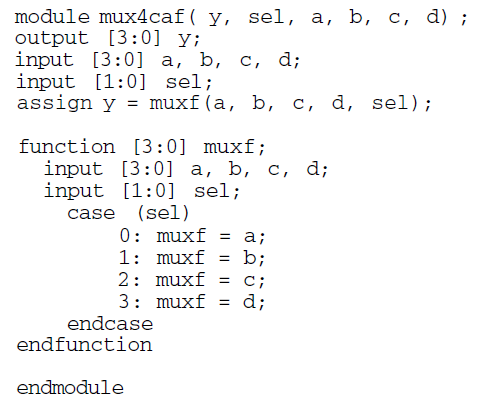 module mux4caf( y, sel, a, b, c, d) ;
output [3:0] y;
input [3:0] a, b, c, d;
input [1:0] sel;
assign y = muxf(a, b, c, d, sel);
function [3:0] muxf;
input [3:0] a, b, c, d;
input [1:0] sel;
case (sel)
0: muxf = a;
1: muxf = b;
2: muxf = c;
3: muxf = d;
endcase
endfunction
endmodule